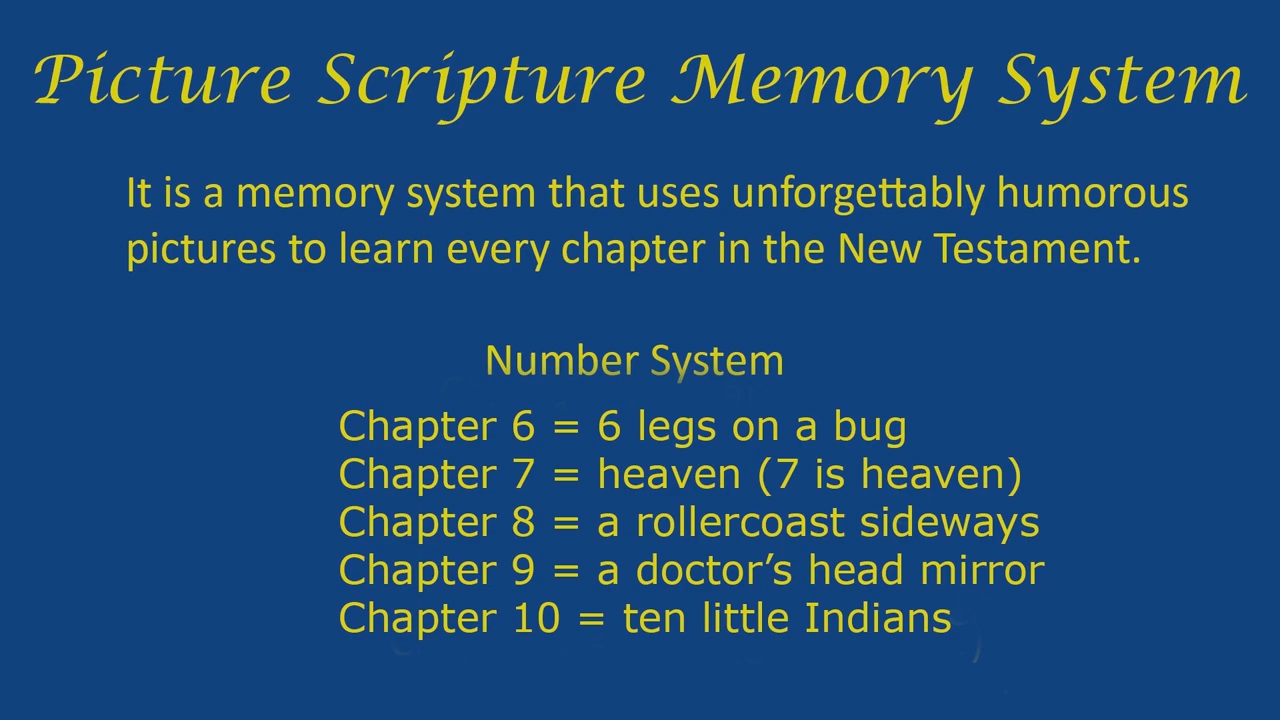 Picture Scripture Memory System
It is a memory system that uses unforgettably humorous
pictures to learn every chapter in the New Testament.
Number System
Chapter 6 = 6 legs on a bug
Chapter 7 = heaven (7 is heaven)
Chapter 8 = a rollercoast sideways
Chapter 9 = a doctor’s head mirror
Chapter 10 = ten little Indians